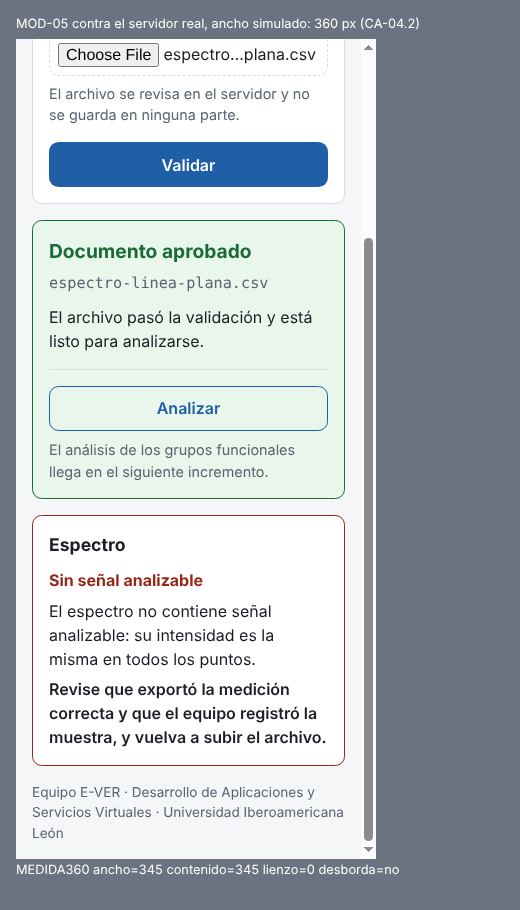 MOD-05 contra el servidor real, ancho simulado: 360 px (CA-04.2)
Choose File espectro...plana.csv
El archivo se revisa en el servidor y no
se guarda en ninguna parte.
Validar
Documento aprobado
espectro-linea-plana.csv
El archivo pasó la validación y está
listo para analizarse.
Analizar
El análisis de los grupos funcionales
llega en el siguiente incremento.
Espectro
Sin señal analizable
El espectro no contiene señal
analizable: su intensidad es la
misma en todos los puntos.
Revise que exportó la medición
correcta y que el equipo registró la
muestra, y vuelva a subir el archivo.
Equipo E-VER · Desarrollo de Aplicaciones y
Servicios Virtuales · Universidad Iberoamericana
León
MEDIDA360 ancho=345 contenido=345 lienzo=0 desborda=no